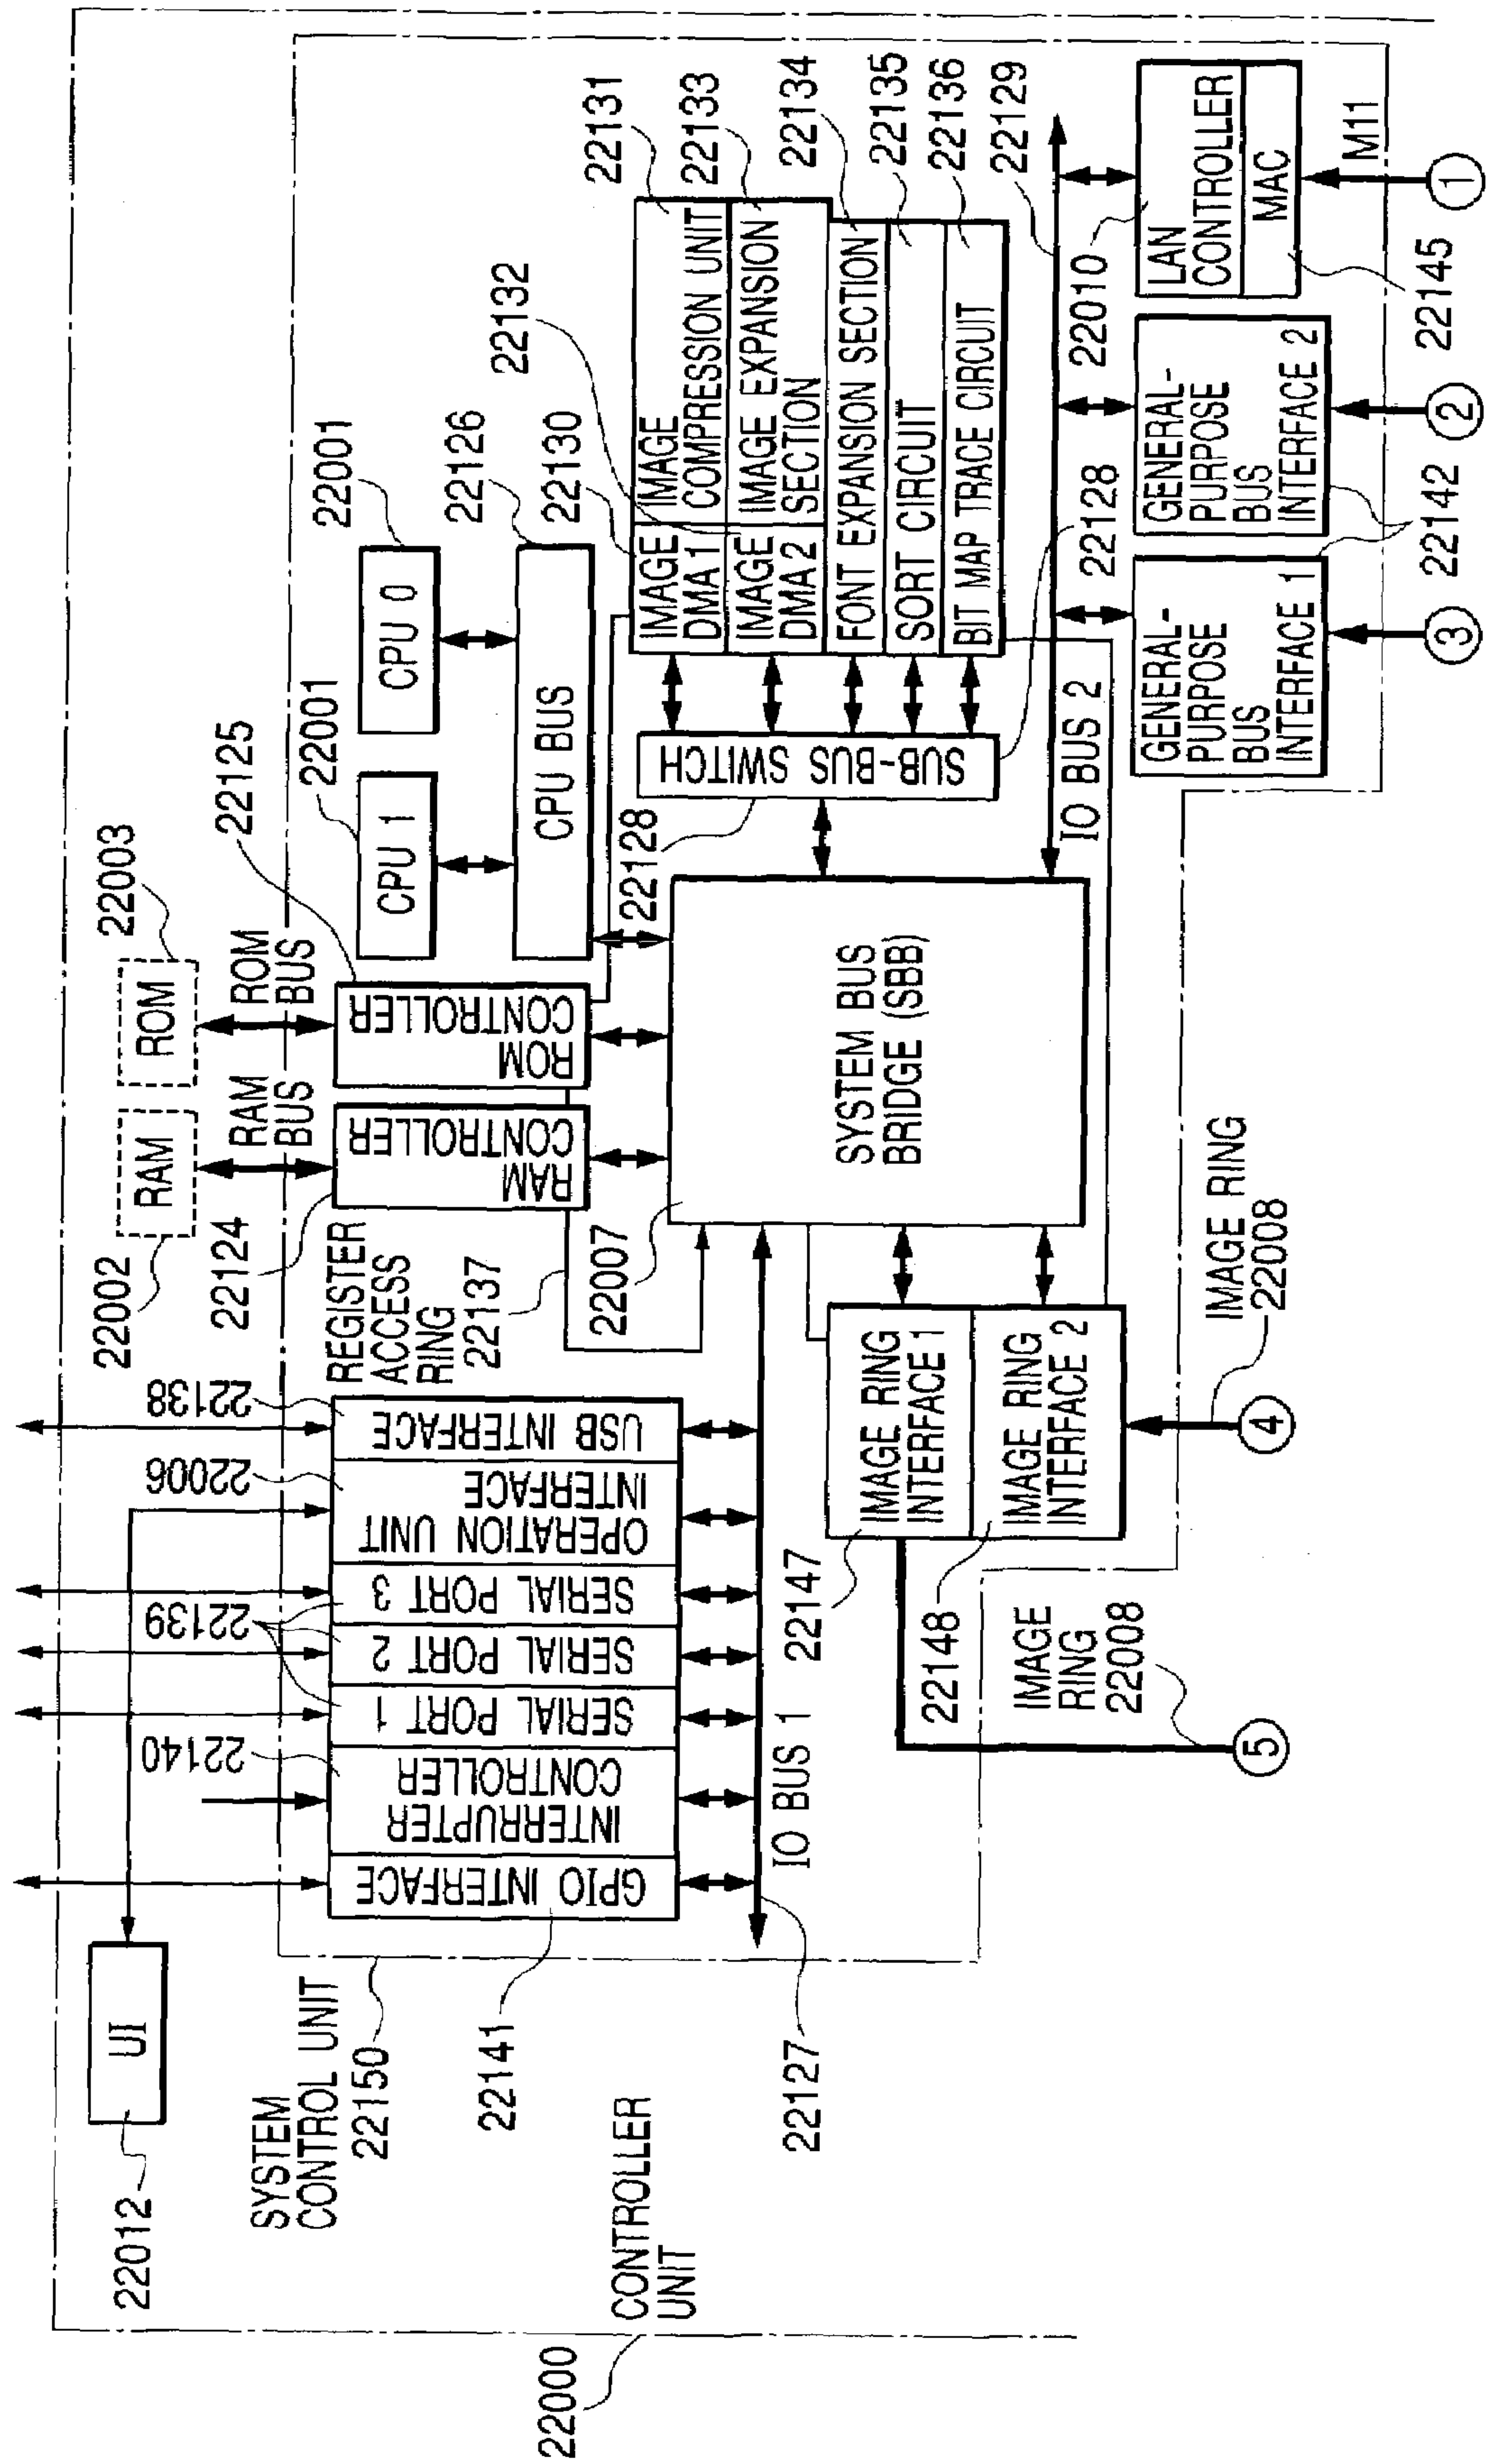 22000
CONTROLLER
UNIT
22012
UI
SYSTEM
CONTROL UNIT
22150
22141
GPIO INTERFACE
22140
INTERRUPTER
CONTROLLER
22139
SERIAL PORT 1
SERIAL PORT 2
SERIAL PORT 3
22006
OPERATION UNIT
INTERFACE
22138
USB INTERFACE
22127
IO BUS 1
REGISTER
ACCESS
RING
22137
22002
RAM
RAM
BUS
22124
RAM
CONTROLLER
22003
ROM
ROM
BUS
22125
ROM
CONTROLLER
22001
CPU 1
22001
CPU 0
22126
CPU BUS
22007
SYSTEM BUS
BRIDGE (SBB)
22128
SUB-BUS SWITCH
22128
22130
IMAGE
DMA1
22131
IMAGE
COMPRESSION UNIT
22132
IMAGE
DMA2
22133
IMAGE EXPANSION
SECTION
22134
FONT EXPANSION SECTION
22135
SORT CIRCUIT
22136
BIT MAP TRACE CIRCUIT
22129
IO BUS 2
22147
IMAGE RING
INTERFACE 1
22148
IMAGE RING
INTERFACE 2
IMAGE
RING
22008
5
IMAGE RING
22008
4
GENERAL-
PURPOSE
BUS
INTERFACE 1
22142
3
GENERAL-
PURPOSE
BUS
INTERFACE 2
2
22010
LAN
CONTROLLER
MAC
22145
M11
1